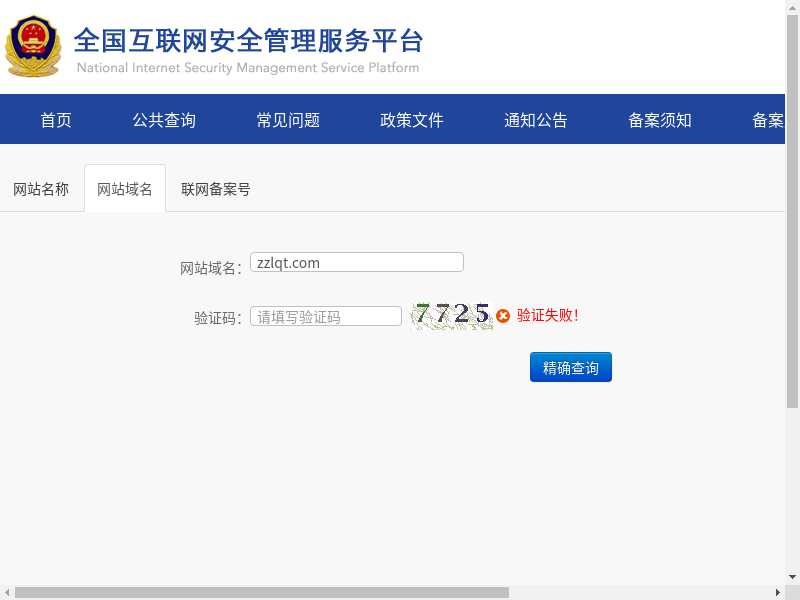 全国互联网安全管理服务平台
National Internet Security Management Service Platform
首页 公共查询 常见问题 政策文件 通知公告 备案须知 备案
网站名称 网站域名 联网备案号
网站域名： zzlqt.com
验证码： 请填写验证码 7725 验证失败！
精确查询